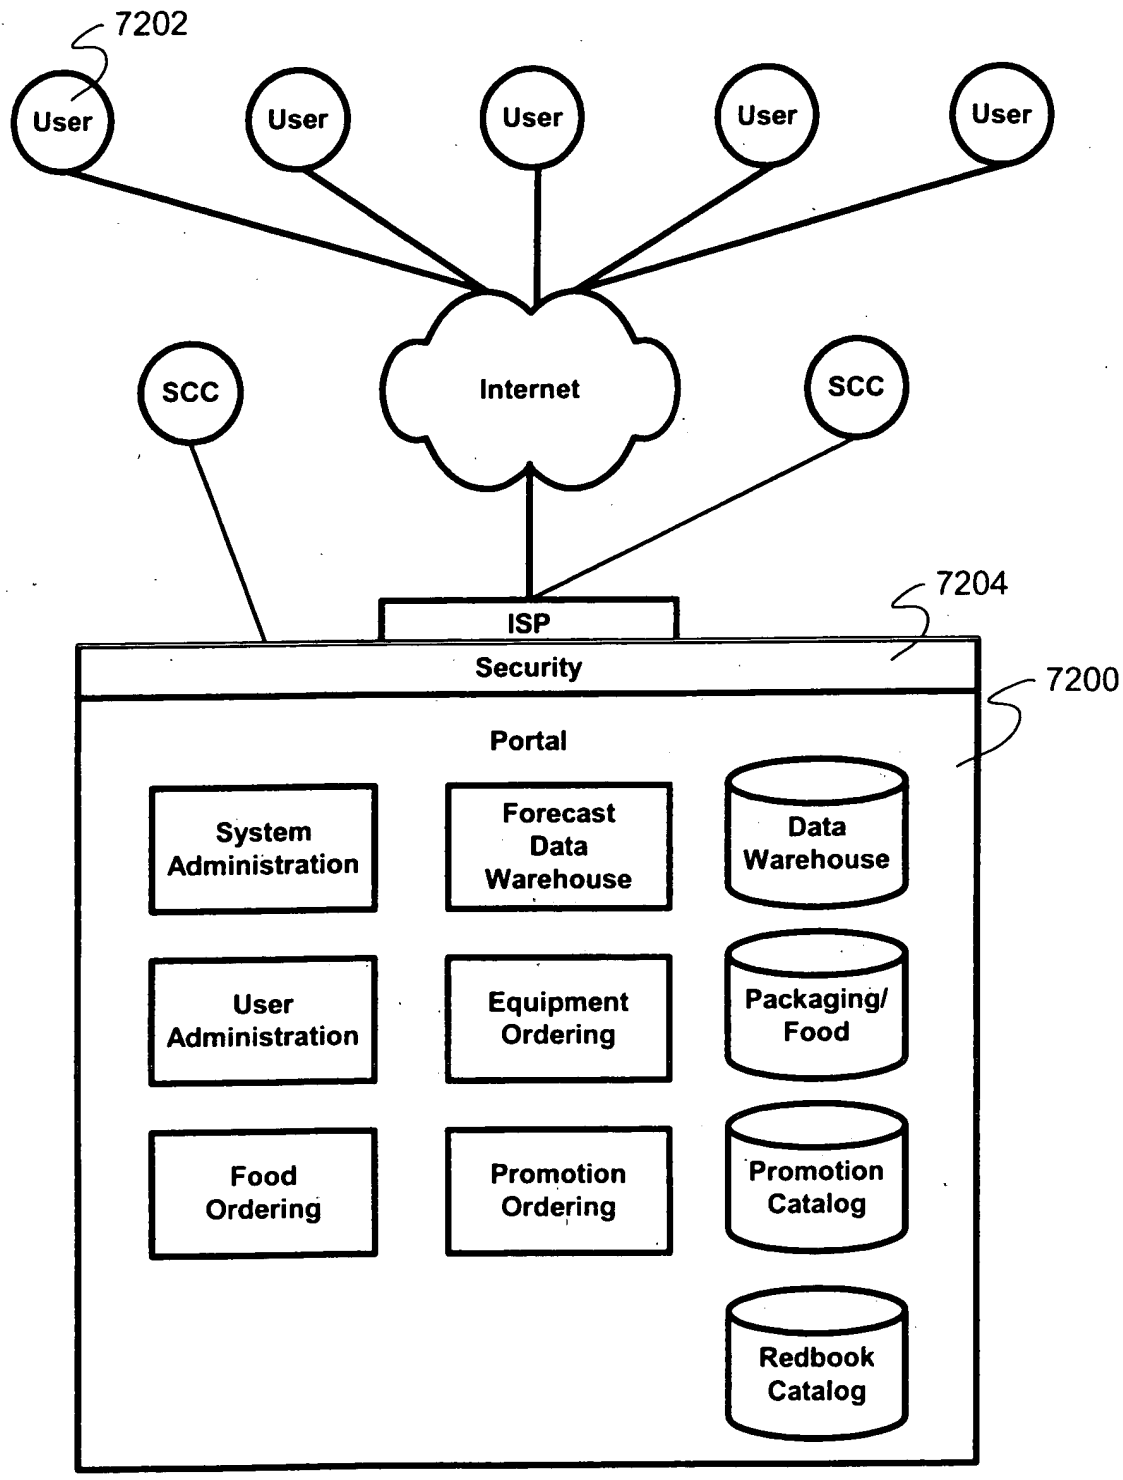 7202
User
User
User
User
User
Internet
SCC
SCC
7204
ISP
Security
7200
Portal
System
Administration
Forecast
Data
Warehouse
Data
Warehouse
User
Administration
Equipment
Ordering
Packaging/
Food
Food
Ordering
Promotion
Ordering
Promotion
Catalog
Redbook
Catalog